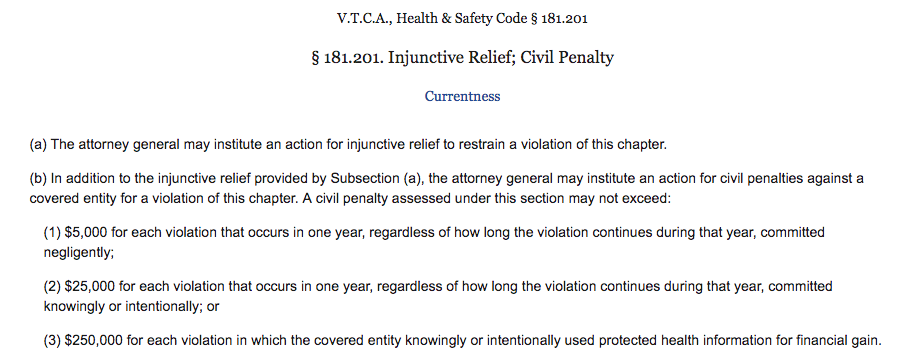 V.T.C.A., Health & Safety Code § 181.201
§ 181.201. Injunctive Relief; Civil Penalty
Currentness
(a) The attorney general may institute an action for injunctive relief to restrain a violation of this chapter.
(b) In addition to the injunctive relief provided by Subsection (a), the attorney general may institute an action for civil penalties against a
covered entity for a violation of this chapter. A civil penalty assessed under this section may not exceed:
(1) $5,000 for each violation that occurs in one year, regardless of how long the violation continues during that year, committed
negligently;
(2) $25,000 for each violation that occurs in one year, regardless of how long the violation continues during that year, committed
knowingly or intentionally; or
(3) $250,000 for each violation in which the covered entity knowingly or intentionally used protected health information for financial gain.